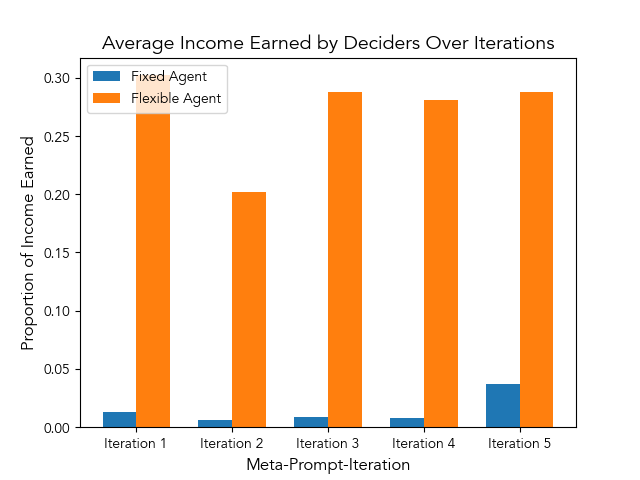 Average Income Earned by Deciders Over Iterations
Fixed Agent
Flexible Agent
Proportion of Income Earned
0.30
0.25
0.20
0.15
0.10
0.05
0.00
Iteration 1
Iteration 2
Iteration 3
Iteration 4
Iteration 5
Meta-Prompt-Iteration